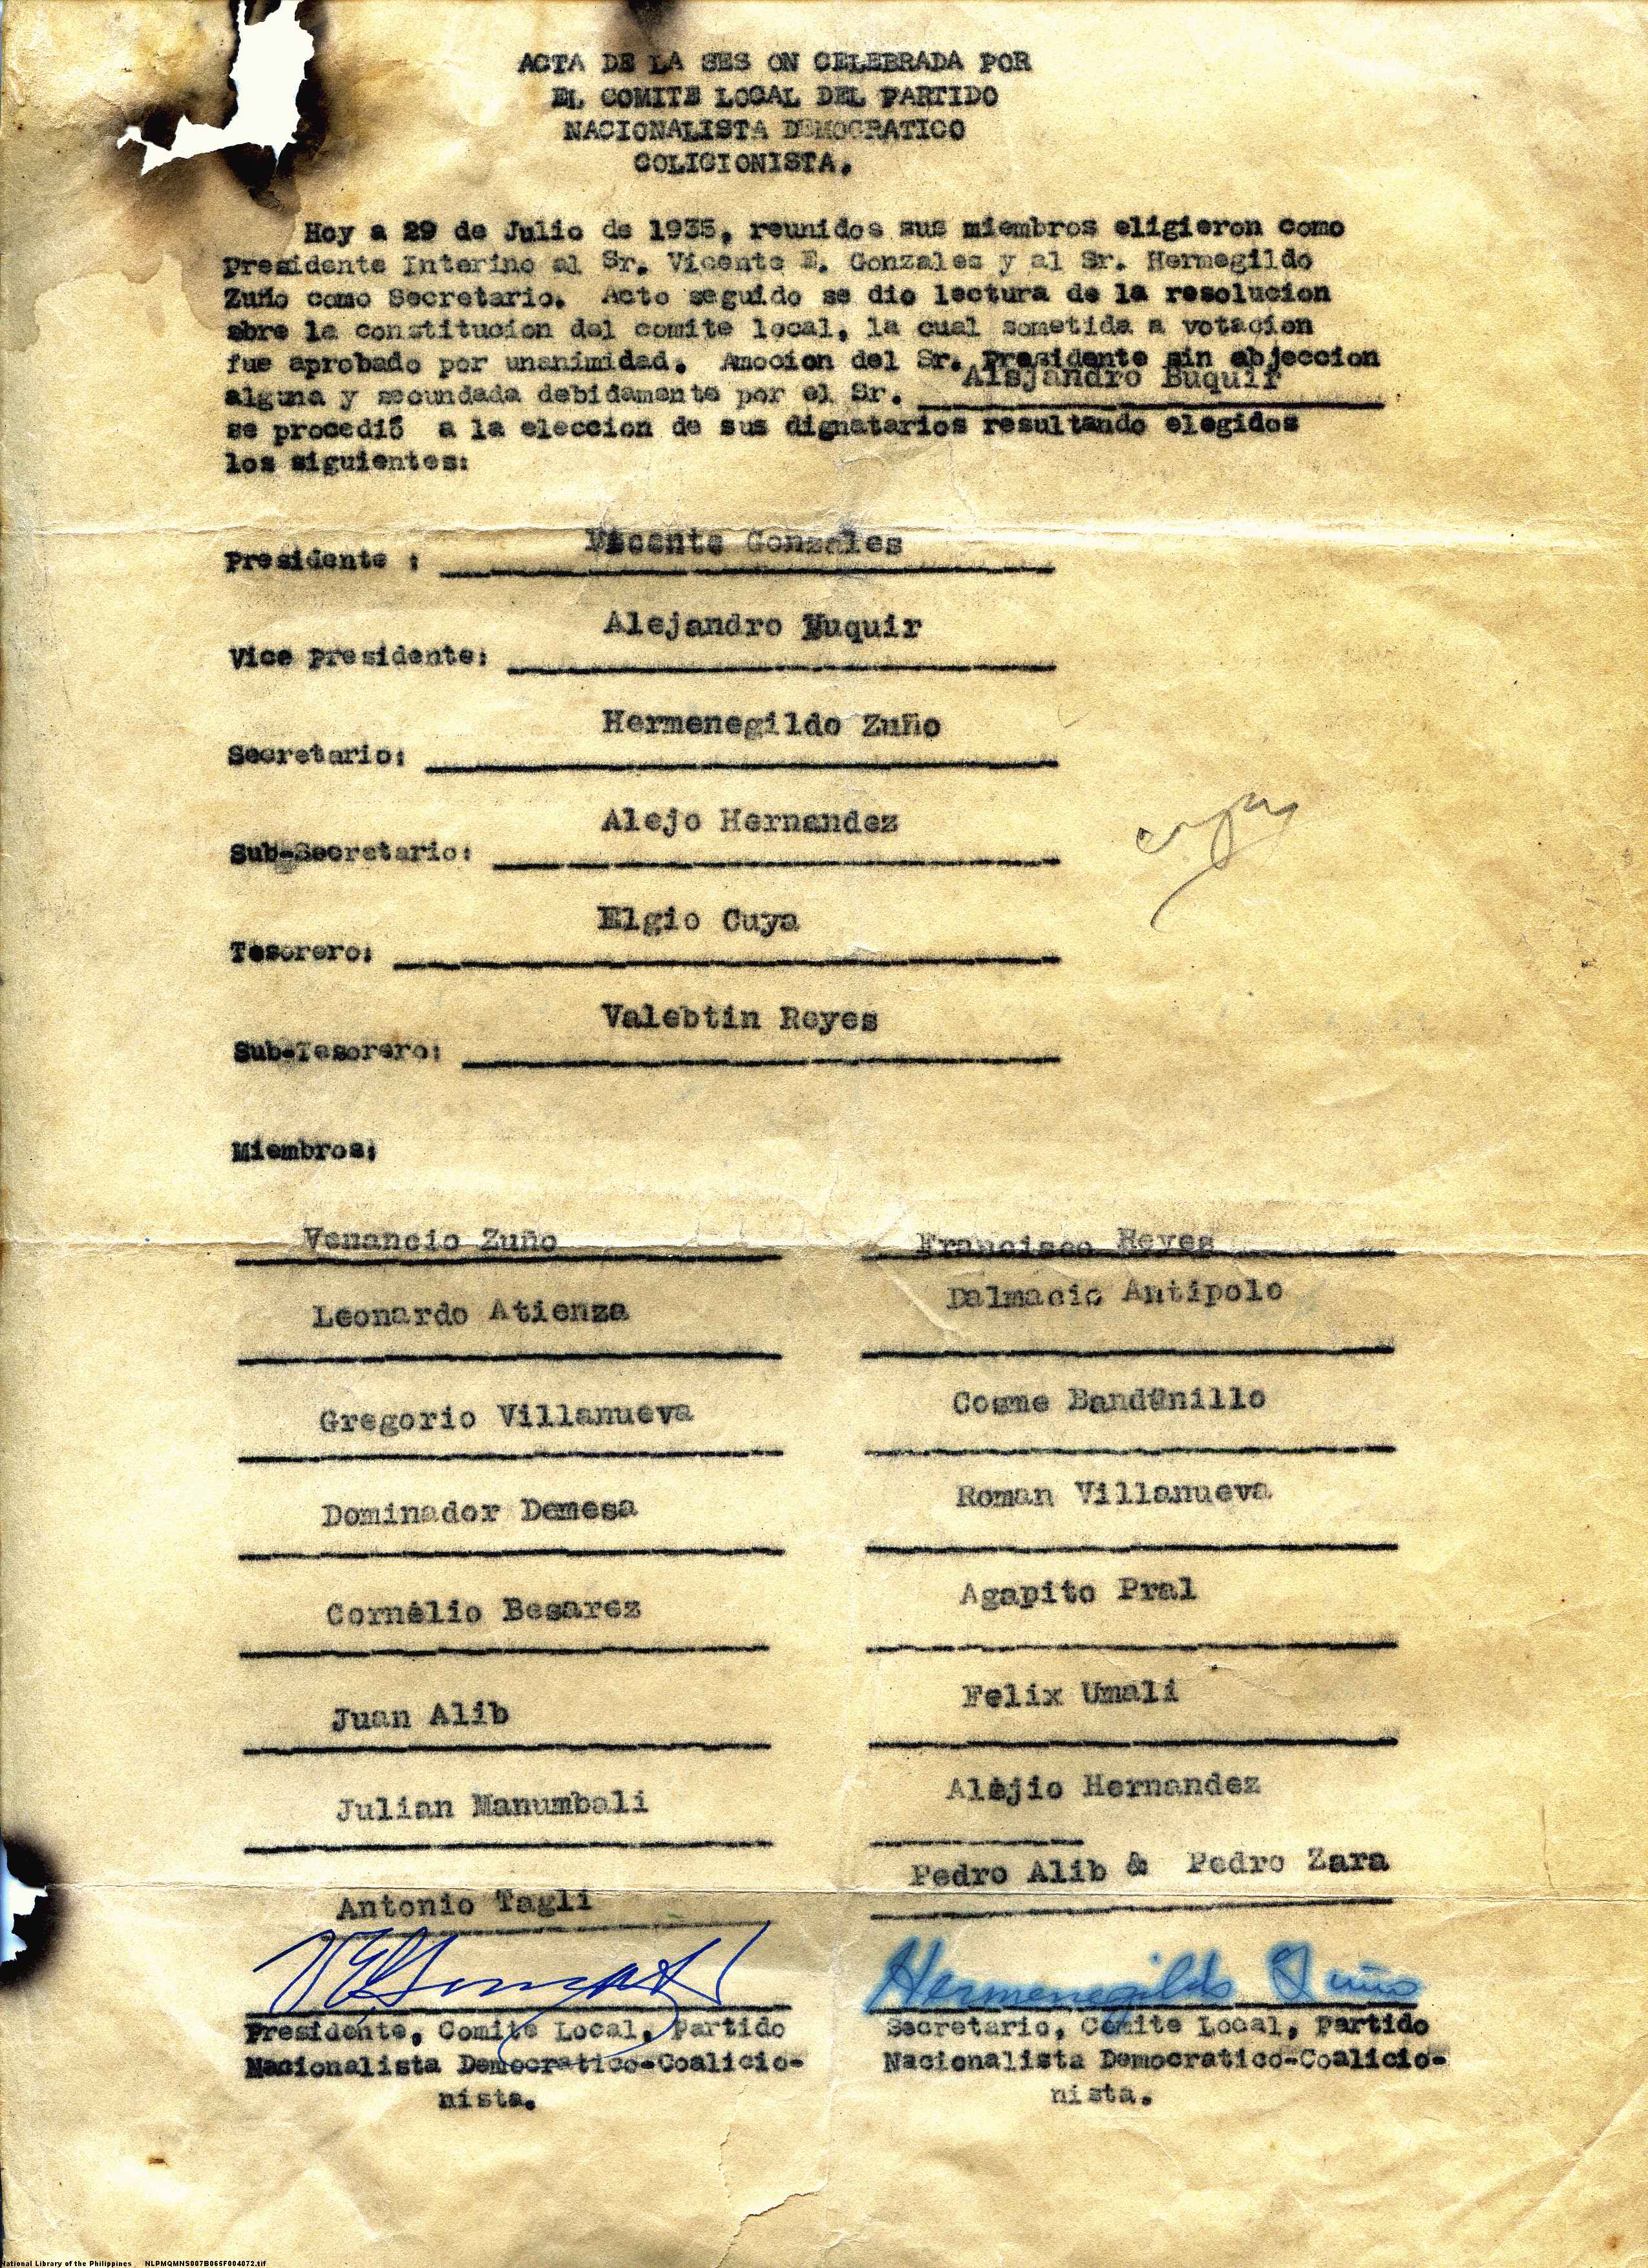 ACTA DE LA SES ON CELEBRADA POR
EL COMITE LOCAL DEL PARTIDO
NACIONALISTA DEMOCRATICO
COLICIONISTA.
Hoy a 29 de Julio de 1935, reunidos sus miembros eligieron como
Presidente Interino al Sr. Vicente E. Gonzales y al Sr. Hermegildo
Zuño como Secretario. Acto seguido se dio lectura de la resolucion
sbre la constitucion del comite local, la cual sometida a votacion
fue aprobado por unanimidad. Amocion del Sr. Presidente sin abjeccion
alguna y secundada debidamente por el Sr. Alejandro Buquir
se procedió a la eleccion de sus dignatarios resultando elegidos
los siguientes:
Presidente : Vicente Gonzales
Vice Presidente: Alejandro Buquir
Secretario: Hermenegildo Zuño
Sub-Secretario: Alejo Hernandez
Tesorero: Elgio Cuya
Sub-Tesorero: Valebtin Reyes
Miembros:
Venancio Zuño Francisco Reyes
Leonardo Atienza Dalmacio Antipolo
Gregorio Villanueva Cosme
Dominador Demesa Roman Villanueva
Cornelio Besarez Agapito Pral
Juan Alib Felix Umali
Julian Manumbali Alejio Hernandez
Antonio Tagli Pedro Alib & Pedro Zara
Hermenegildo Zuño
Presidente, Comite Local, Partido
Nacionalista Democratico-Coalicio-
nista.
Secretario, Comite Local, Partido
Nacionalista Democratico-Coalicio-
nista.
National Library of the Philippines NLPMQMNS007B065F004072.tif